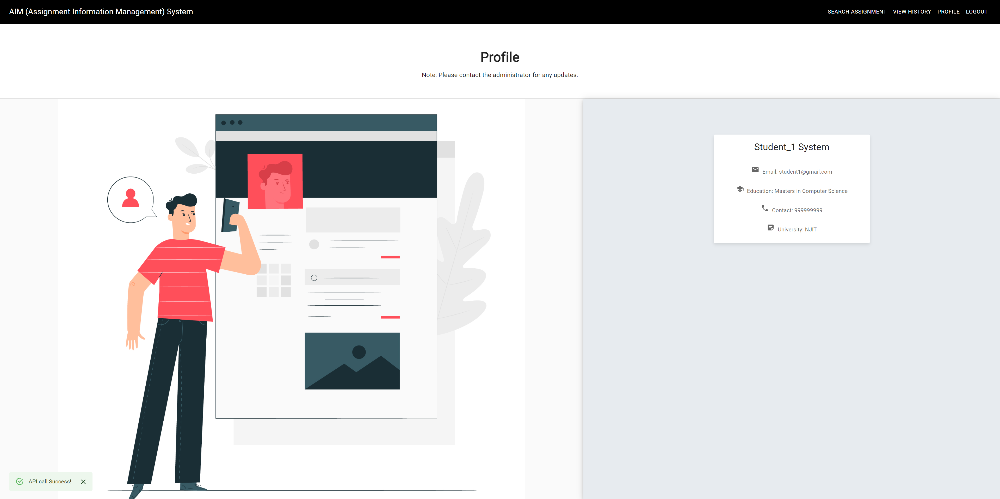 AIM (Assignment Information Management) System
SEARCH ASSIGNMENT VIEW HISTORY PROFILE LOGOUT
Profile
Note: Please contact the administrator for any updates.
Student_1 System
Email: student1@gmail.com
Education: Masters in Computer Science
Contact: 999999999
University: NJIT
API call Success!